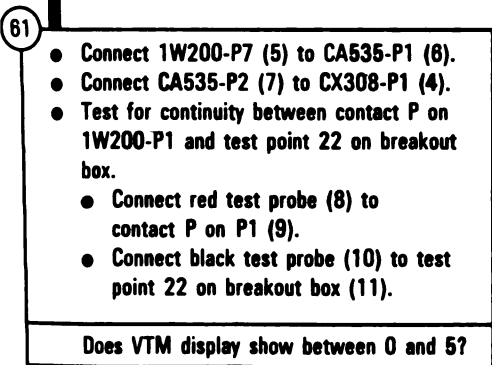 61
● Connect 1W200-P7 (5) to CA535-P1 (6).
● Connect CA535-P2 (7) to CX308-P1 (4).
● Test for continuity between contact P on
1W200-P1 and test point 22 on breakout
box.
● Connect red test probe (8) to
contact P on P1 (9).
● Connect black test probe (10) to test
point 22 on breakout box (11).
Does VTM display show between 0 and 5?